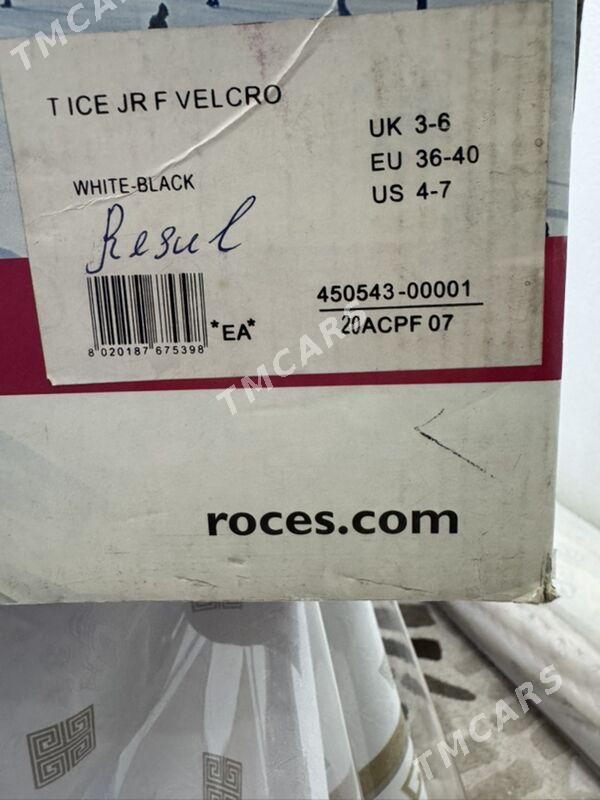 TMCARS
T ICE JR F VELCRO
UK 3-6
EU 36-40
US 4-7
WHITE-BLACK
Resul
8 020187 675398
*EA*
450543-00001
20ACPF 07
TMCARS
roces.com
TMCARS